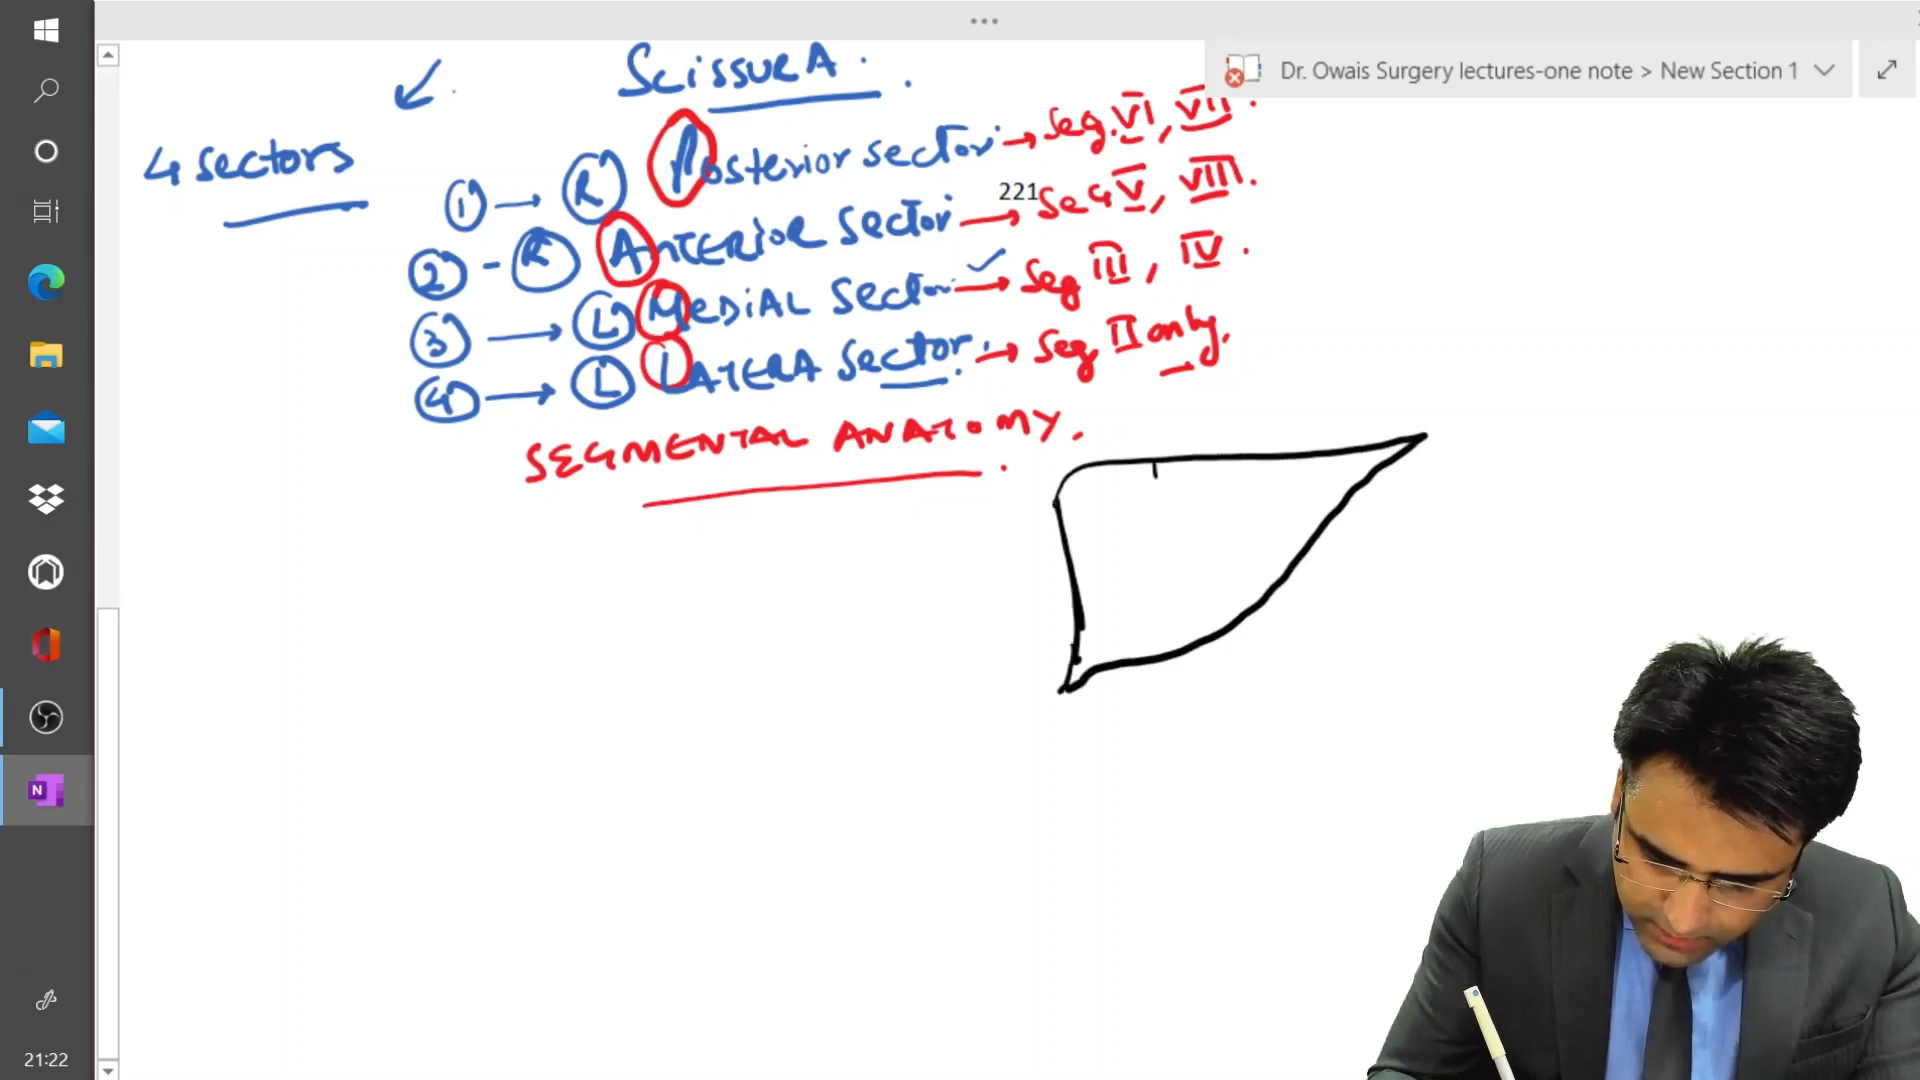 Dr. Owais Surgery lectures-one note > New Section 1
ScissurA.
4 sectors
1 → R Posterior sector → Seg. VI, VII.
221
2 - R ANTERIOR Sector → Seg V, VIII.
3 → L MEDIAL Sector → Seg III, IV.
4 → L LATERA Sector. → Seg II only.
SEGMENTAL ANATOMY.
N
21:22